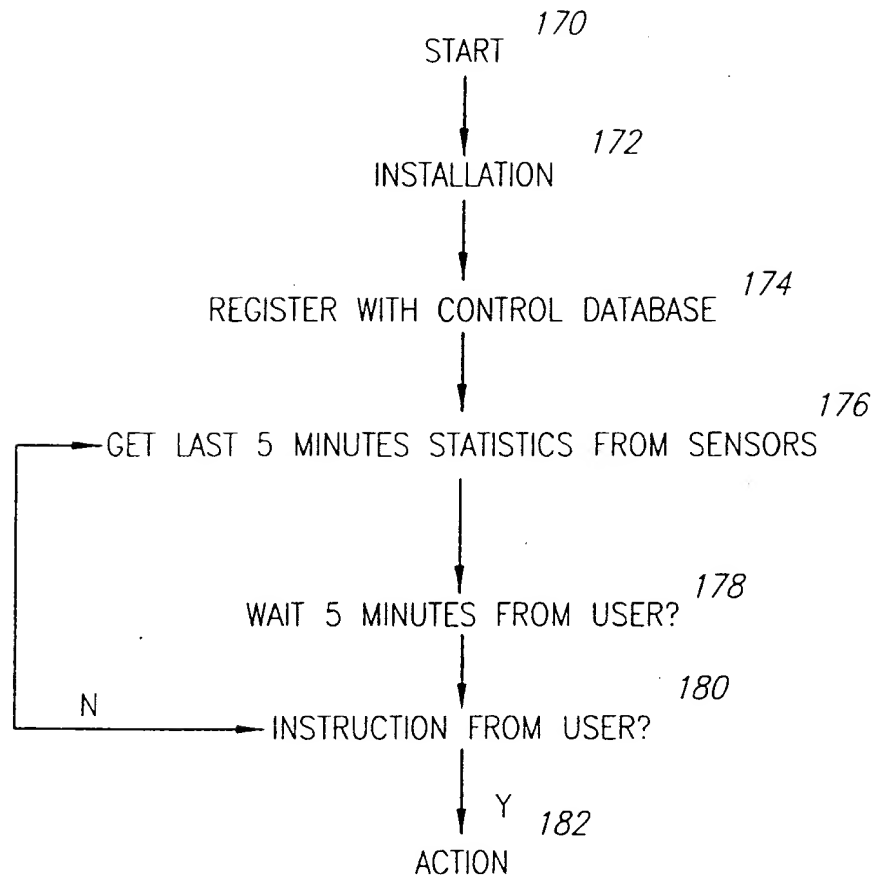 START 170
INSTALLATION 172
REGISTER WITH CONTROL DATABASE 174
GET LAST 5 MINUTES STATISTICS FROM SENSORS 176
WAIT 5 MINUTES FROM USER? 178
N
INSTRUCTION FROM USER? 180
Y
ACTION 182